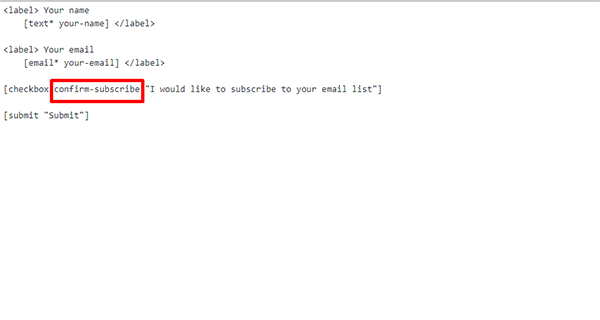 <label> Your name
[text* your-name] </label>
<label> Your email
[email* your-email] </label>
[checkbox confirm-subscribe "I would like to subscribe to your email list"]
[submit "Submit"]